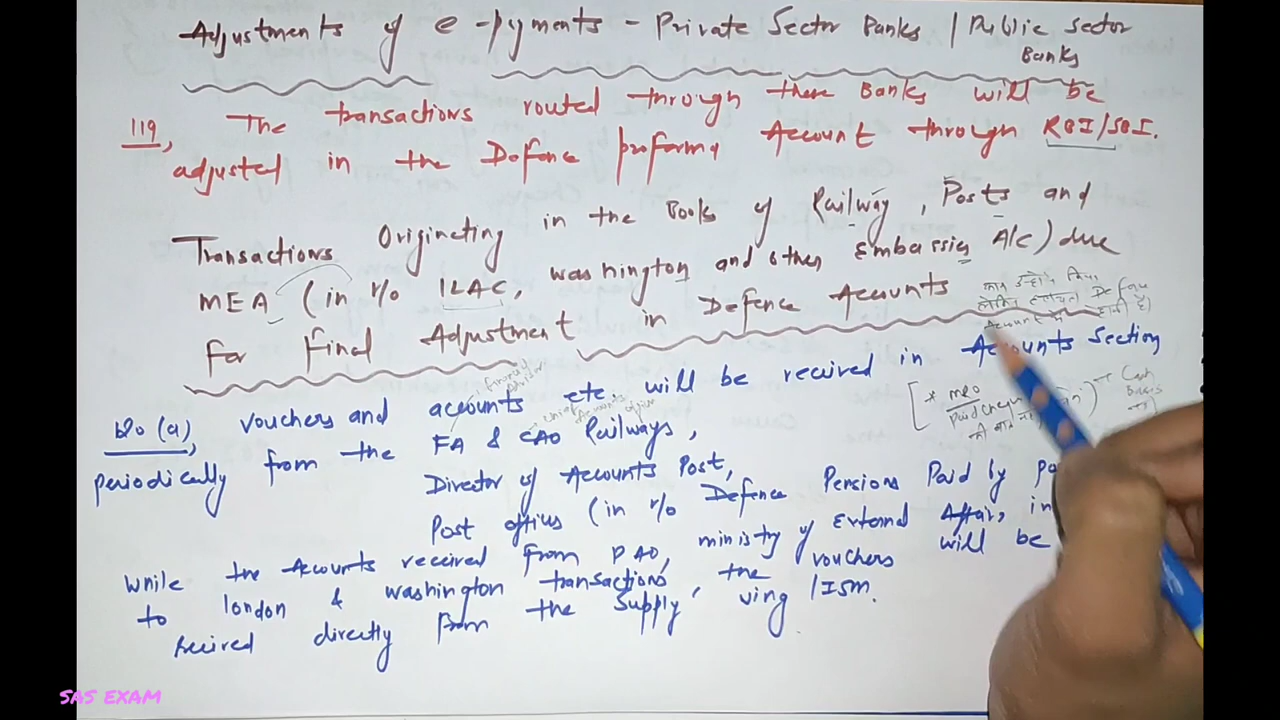 Adjustments of e-pyments - Private Sector Banks / Public sector Banks
119, The transactions routed through these Banks will be
adjusted in the Defence proforma Account through RBI/SBI.
Transactions Originating in the Books of Railway, Posts and
MEA (in r/o ILAC, washington and other Embassies A/c) due
for Final Adjustment in Defence Accounts
vouchers and accounts etc will be received in Accounts Section
periodically from the FA & CAO Railways,
Director of Accounts Post,
Post offices (in r/o Defence Pensions Paid by
while the Accounts received from PAO, ministry of External Affair, in
to london & washington transactions, the vouchers will be
received directly from the Supply wing /ISM.
SAS EXAM